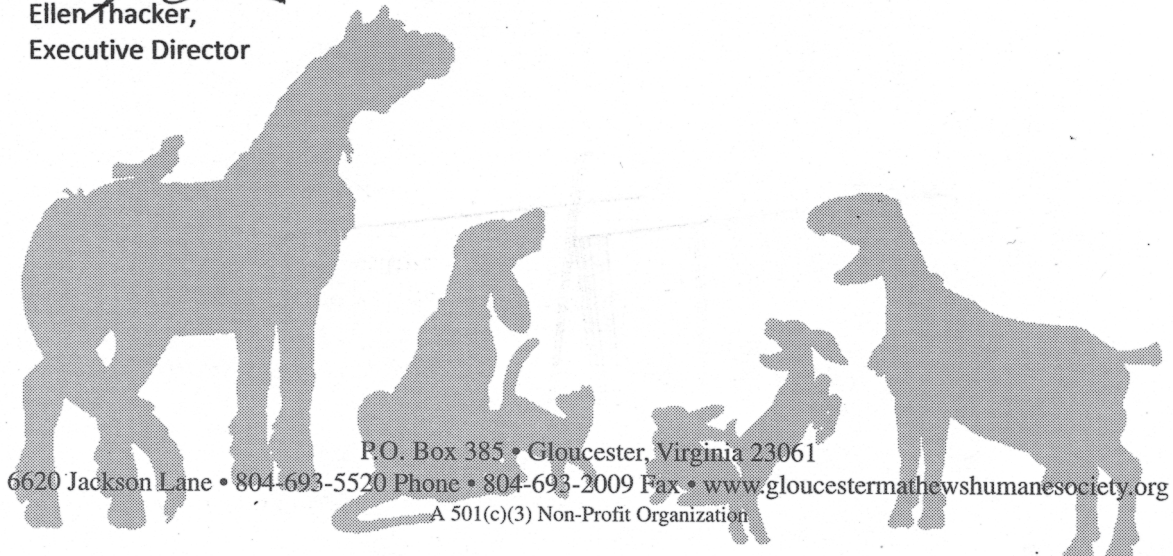 Ellen Thacker,
Executive Director
P.O. Box 385 • Gloucester, Virginia 23061
6620 Jackson Lane • 804-693-5520 Phone • 804-693-2009 Fax • www.gloucestermathewshumanesociety.org
A 501(c)(3) Non-Profit Organization